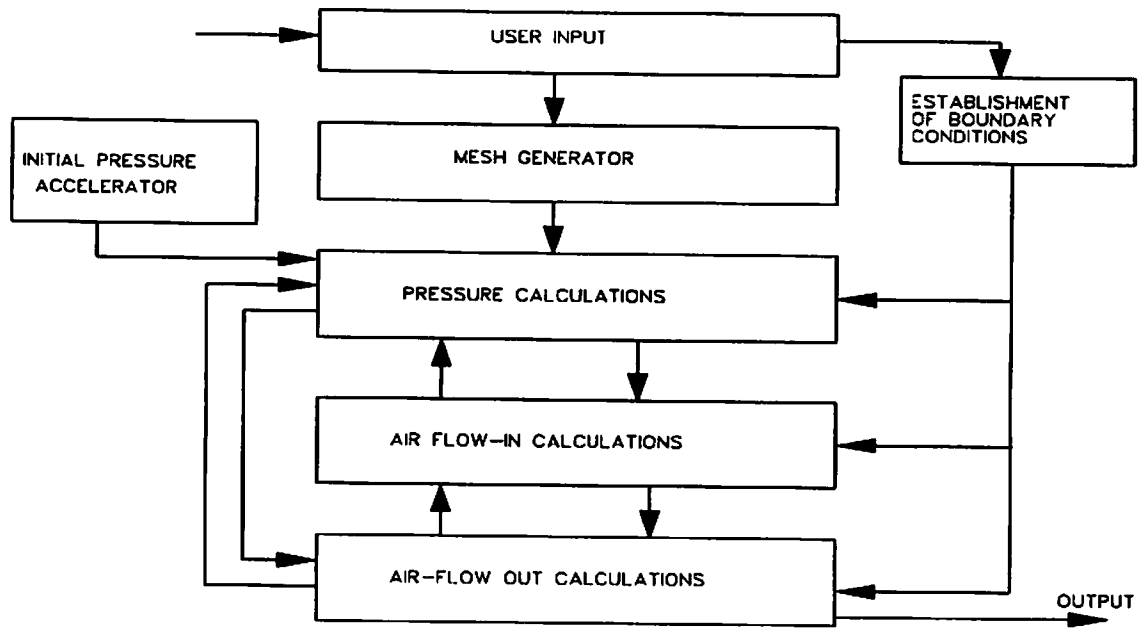 USER INPUT
ESTABLISHMENT
OF BOUNDARY
CONDITIONS
MESH GENERATOR
INITIAL PRESSURE
ACCELERATOR
PRESSURE CALCULATIONS
AIR FLOW-IN CALCULATIONS
AIR-FLOW OUT CALCULATIONS
OUTPUT